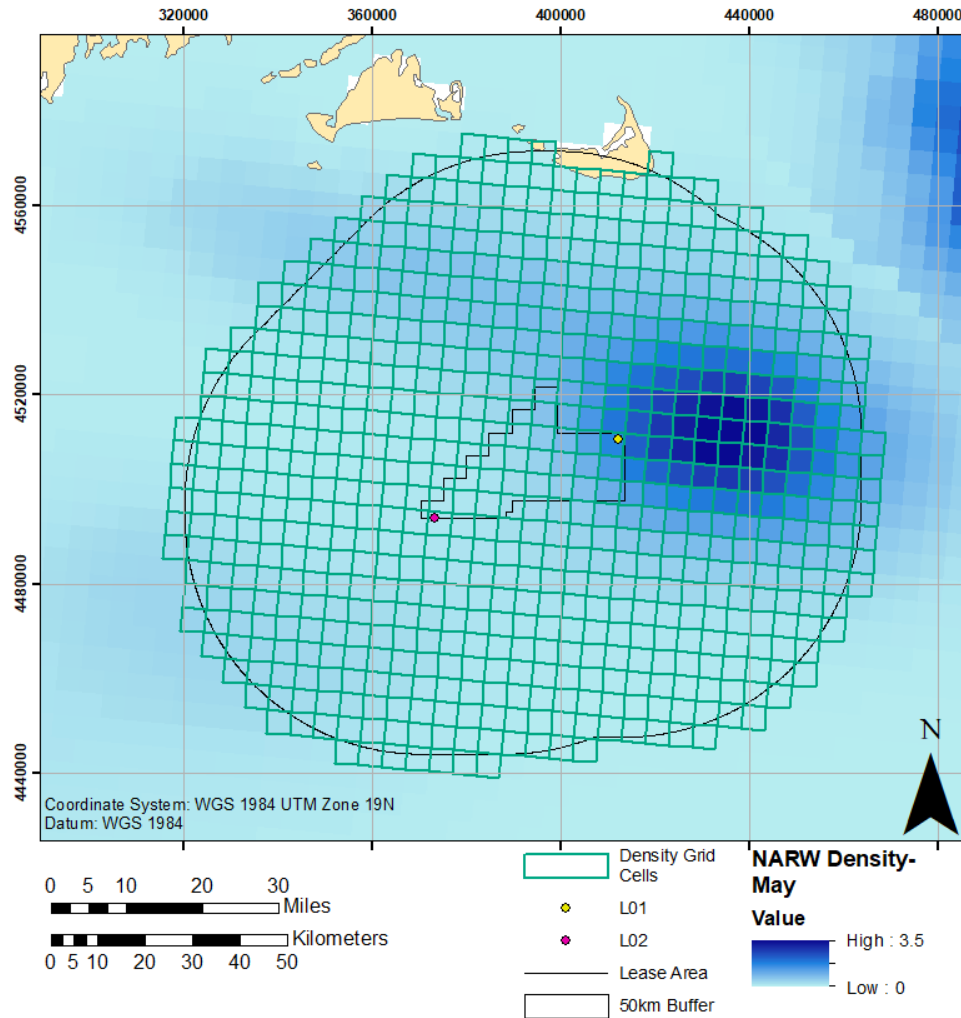 320000 360000 400000 440000 480000
4560000
4520000
4480000
4440000
N
Coordinate System: WGS 1984 UTM Zone 19N
Datum: WGS 1984
0 5 10 20 30
Miles
Kilometers
0 5 10 20 30 40 50
Density Grid
Cells
L01
L02
Lease Area
50km Buffer
NARW Density-
May
Value
High : 3.5
Low : 0